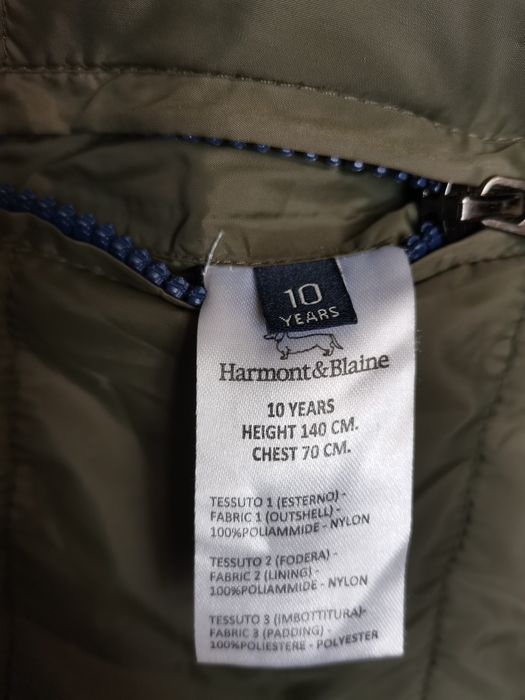 10
YEARS
Harmont&Blaine
10 YEARS
HEIGHT 140 CM.
CHEST 70 CM.
TESSUTO 1 (ESTERNO) -
FABRIC 1 (OUTSHELL) -
100%POLIAMMIDE - NYLON
TESSUTO 2 (FODERA) -
FABRIC 2 (LINING) -
100%POLIAMMIDE - NYLON
TESSUTO 3 (IMBOTTITURA)-
FABRIC 3 (PADDING) -
100%POLIESTERE - POLYESTER